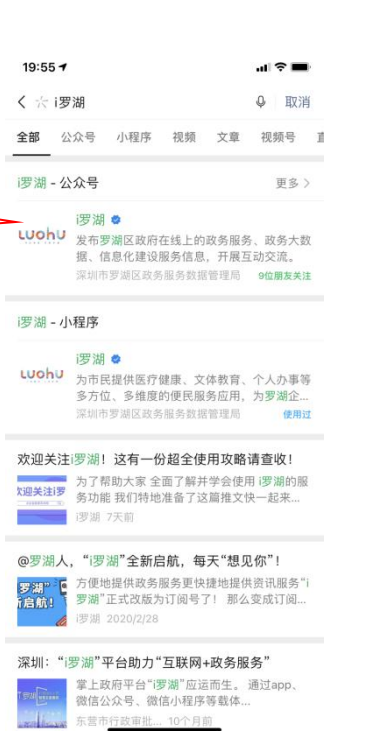 19:55
i罗湖
取消
全部 公众号 小程序 视频 文章 视频号
i罗湖 - 公众号
更多
i罗湖
LUOHU
发布罗湖区政府在线上的政务服务、政务大数
据、信息化建设服务信息，开展互动交流。
深圳市罗湖区政务服务数据管理局
9位朋友关注
i罗湖 - 小程序
i罗湖
LUOHU
为市民提供医疗健康、文体教育、个人办事等
多方位、多维度的便民服务应用，为罗湖企...
深圳市罗湖区政务服务数据管理局
使用过
欢迎关注i罗湖！这有一份超全使用攻略请查收！
欢迎关注i罗
为了帮助大家 全面了解并学会使用 i罗湖的服
务功能 我们特地准备了这篇推文快一起来...
i罗湖 7天前
@罗湖人，“i罗湖”全新启航，每天“想见你”！
罗湖”
新启航！
方便地提供政务服务更快捷地提供资讯服务“i
罗湖”正式改版为订阅号了！ 那么变成订阅...
i罗湖 2020/2/28
深圳：“i罗湖”平台助力“互联网+政务服务”
掌上政府平台“i罗湖”应运而生。 通过app、
微信公众号、微信小程序等载体...
东营市行政审批... 10个月前